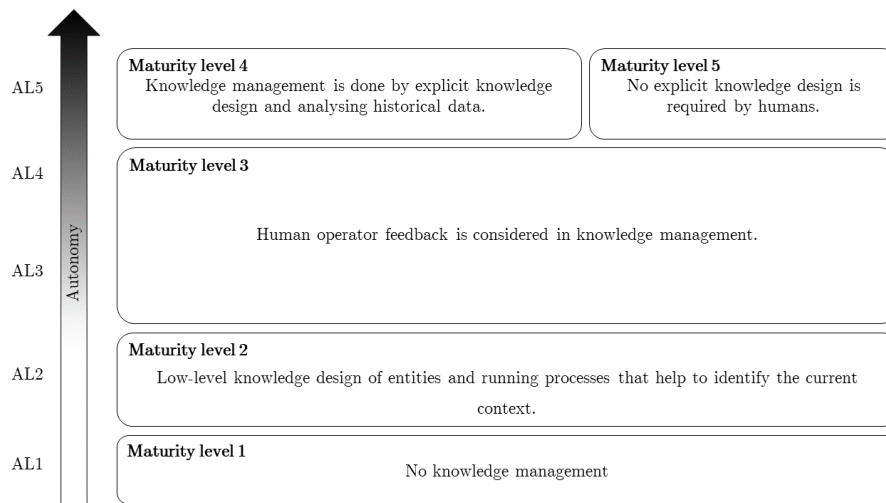 AL5
Maturity level 4
Knowledge management is done by explicit knowledge
design and analysing historical data.
Maturity level 5
No explicit knowledge design is
required by humans.
AL4
Maturity level 3
Human operator feedback is considered in knowledge management.
AL3
Autonomy
Maturity level 2
AL2
Low-level knowledge design of entities and running processes that help to identify the current
context.
Maturity level 1
AL1
No knowledge management